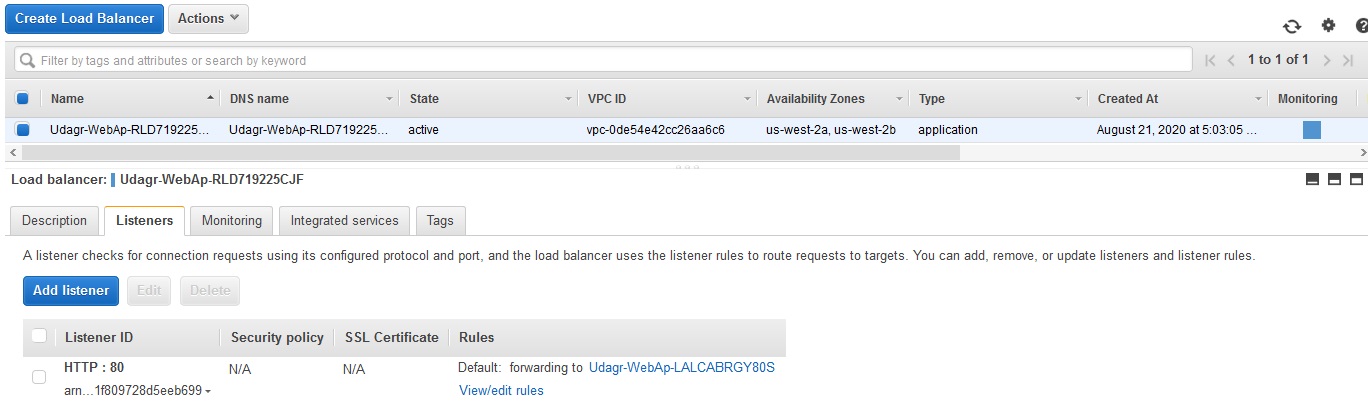 Create Load Balancer Actions
Filter by tags and attributes or search by keyword 1 to 1 of 1
Name DNS name State VPC ID Availability Zones Type Created At Monitoring
Udagr-WebAp-RLD719225... Udagr-WebAp-RLD719225... active vpc-0de54e42cc26aa6c6 us-west-2a, us-west-2b application August 21, 2020 at 5:03:05 ...
Load balancer: Udagr-WebAp-RLD719225CJF
Description Listeners Monitoring Integrated services Tags
A listener checks for connection requests using its configured protocol and port, and the load balancer uses the listener rules to route requests to targets. You can add, remove, or update listeners and listener rules.
Add listener Edit Delete
Listener ID Security policy SSL Certificate Rules
HTTP : 80 N/A N/A Default: forwarding to Udagr-WebAp-LALCABRGY80S
arn...1f809728d5eeb699 View/edit rules